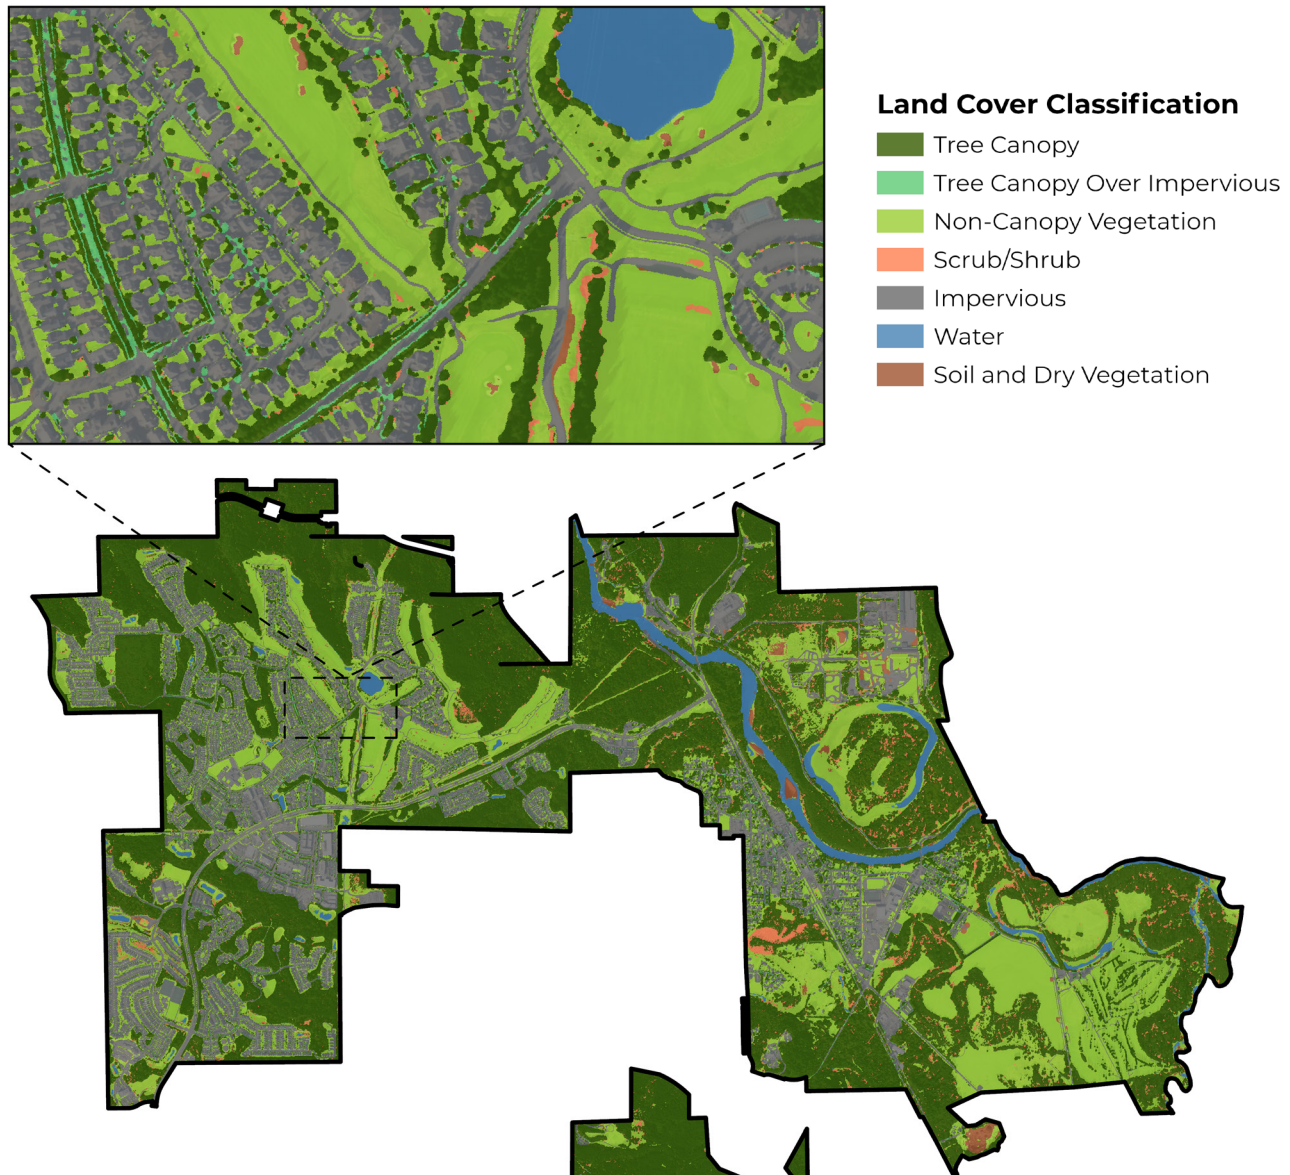 Land Cover Classification
Tree Canopy
Tree Canopy Over Impervious
Non-Canopy Vegetation
Scrub/Shrub
Impervious
Water
Soil and Dry Vegetation